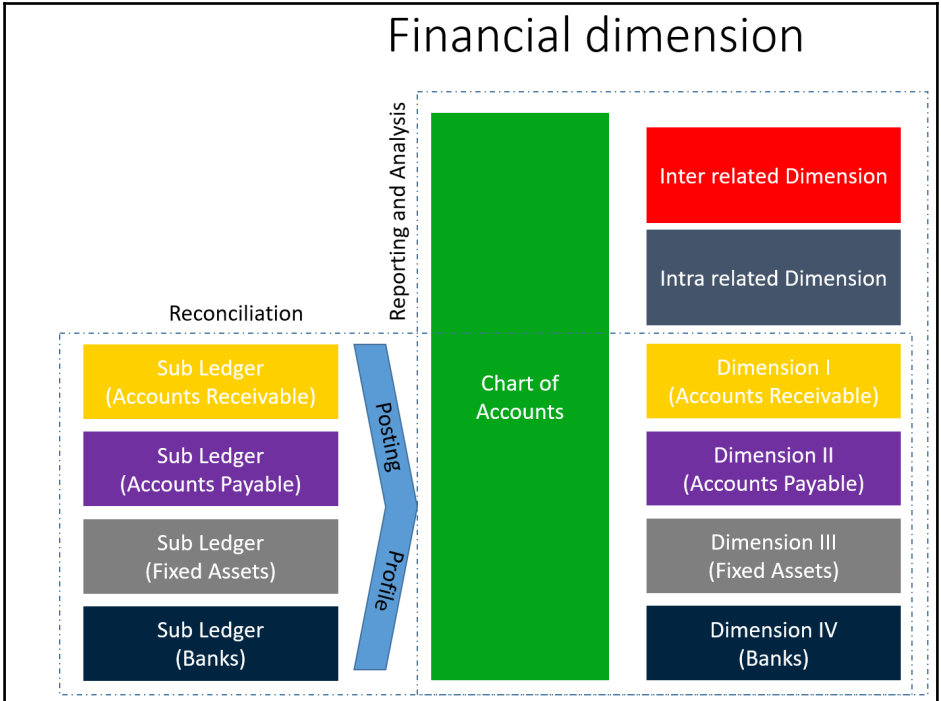 Financial dimension
Reporting and Analysis
Inter related Dimension
Intra related Dimension
Reconciliation
Sub Ledger
(Accounts Receivable)
Sub Ledger
(Accounts Payable)
Sub Ledger
(Fixed Assets)
Sub Ledger
(Banks)
Posting
Profile
Chart of
Accounts
Dimension I
(Accounts Receivable)
Dimension II
(Accounts Payable)
Dimension III
(Fixed Assets)
Dimension IV
(Banks)